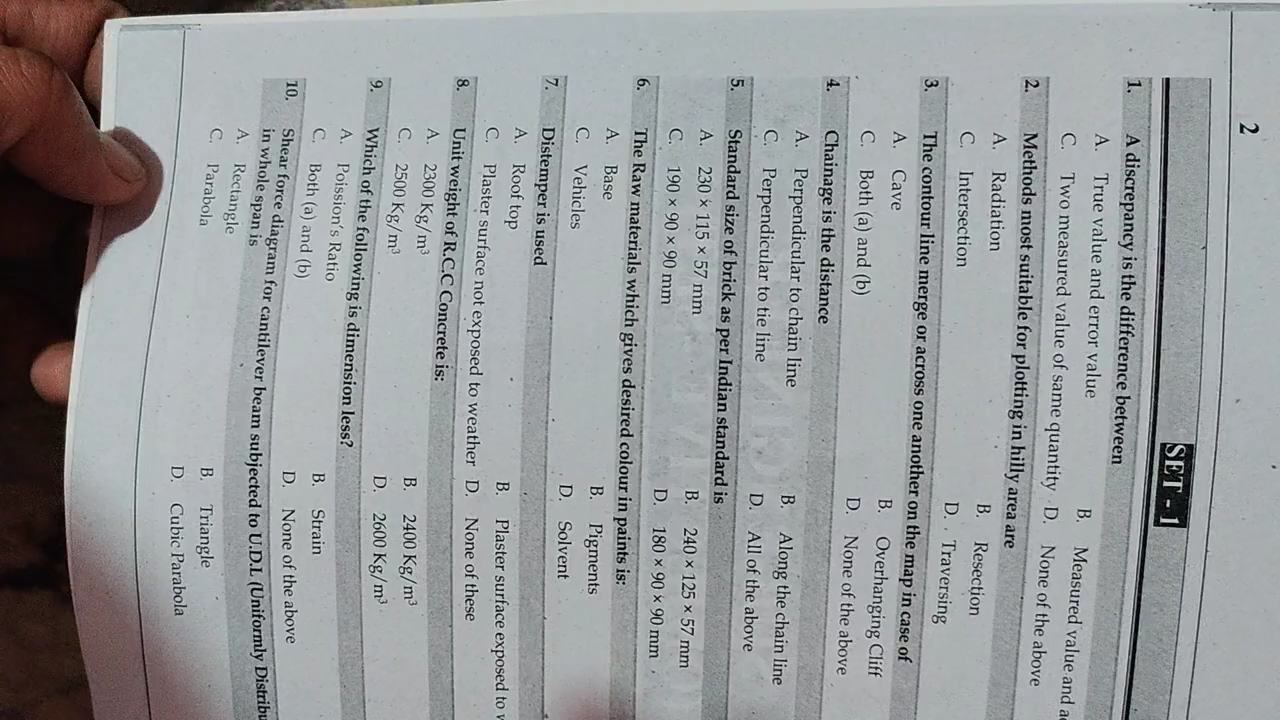 2
SET - 1
1. A discrepancy is the difference between
A. True value and error value B. Measured value and
C. Two measured value of same quantity D. None of the above
2. Methods most suitable for plotting in hilly area are
A. Radiation B. Resection
C. Intersection D. Traversing
3. The contour line merge or across one another on the map in case of
A. Cave B. Overhanging Cliff
C. Both (a) and (b) D. None of the above
4. Chainage is the distance
A. Perpendicular to chain line B. Along the chain line
C. Perpendicular to tie line D. All of the above
5. Standard size of brick as per Indian standard is
A. 230 × 115 × 57 mm B. 240 × 125 × 57 mm
C. 190 × 90 × 90 mm D. 180 × 90 × 90 mm
6. The Raw materials which gives desired colour in paints is:
A. Base B. Pigments
C. Vehicles D. Solvent
7. Distemper is used
A. Roof top B. Plaster surface exposed to
C. Plaster surface not exposed to weather D. None of these
8. Unit weight of R.C.C Concrete is:
A. 2300 Kg/m³ B. 2400 Kg/m³
C. 2500 Kg/m³ D. 2600 Kg/m³
9. Which of the following is dimension less?
A. Poission's Ratio B. Strain
C. Both (a) and (b) D. None of the above
10. Shear force diagram for cantilever beam subjected to U.D.L (Uniformly
in whole span is
A. Rectangle B. Triangle
C. Parabola D. Cubic Parabola